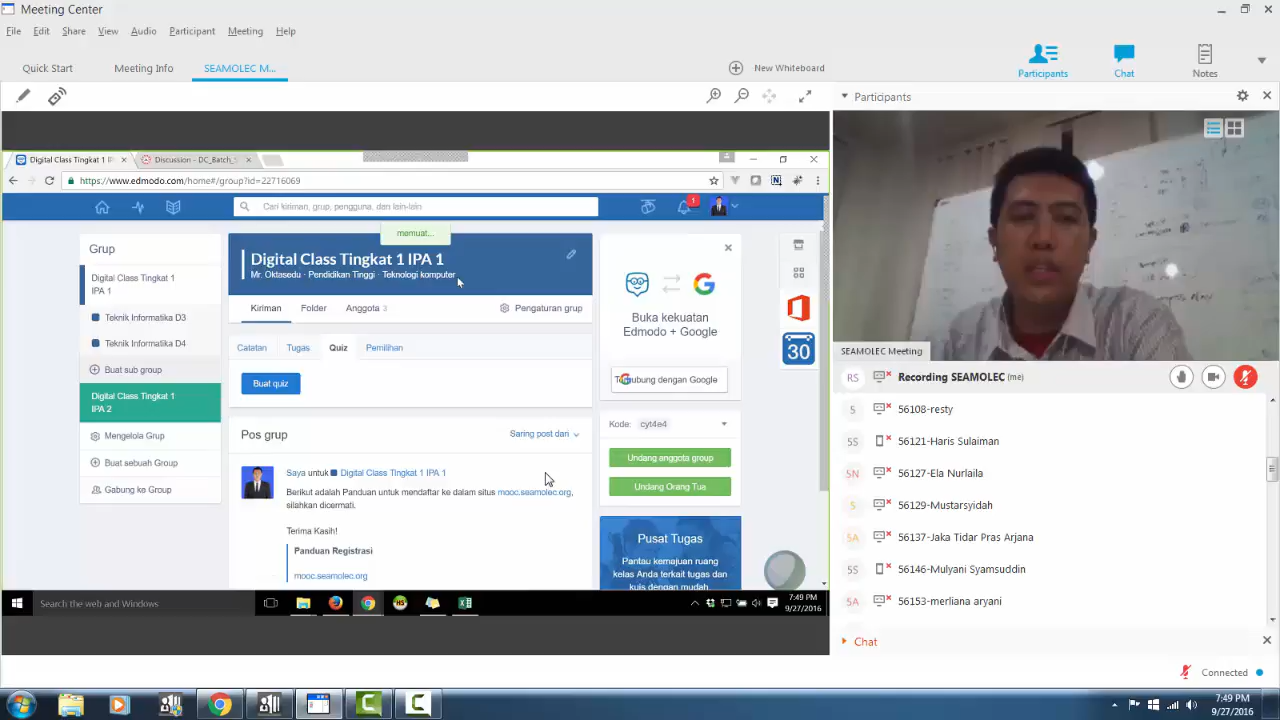 Meeting Center
File Edit Share View Audio Participant Meeting Help
Quick Start Meeting Info SEAMOLEC M... New Whiteboard
Participants Chat Notes
Participants
Digital Class Tingkat 1 IP Discussion - DC_Batch_
https://www.edmodo.com/home#/group?id=22716069
Cari kiriman, grup, pengguna, dan lain-lain
1
memuat...
Grup
Digital Class Tingkat 1
IPA 1
Teknik Informatika D3
Teknik Informatika D4
Buat sub group
Digital Class Tingkat 1
IPA 2
Mengelola Grup
Buat sebuah Group
Gabung ke Group
Digital Class Tingkat 1 IPA 1
Mr. Oktasedu · Pendidikan Tinggi · Teknologi komputer
Kiriman Folder Anggota 3 Pengaturan grup
Catatan Tugas Quiz Pemilihan
Buat quiz
Pos grup Saring post dari
Saya untuk Digital Class Tingkat 1 IPA 1
Berikut adalah Panduan untuk mendaftar ke dalam situs mooc.seamolec.org,
silahkan dicermati.
Terima Kasih!
Panduan Registrasi
mooc.seamolec.org
Buka kekuatan
Edmodo + Google
Terhubung dengan Google
Kode: cyt4e4
Undang anggota group
Undang Orang Tua
Pusat Tugas
Pantau kemajuan ruang
kelas Anda terkait tugas dan
kuis dengan mudah
30
Search the web and Windows
7:49 PM
9/27/2016
SEAMOLEC Meeting
RS Recording SEAMOLEC (me)
S 56108-resty
5S 56121-Haris Sulaiman
5N 56127-Ela Nurlaila
S 56129-Mustarsyidah
5A 56137-Jaka Tidar Pras Arjana
5S 56146-Mulyani Syamsuddin
5A 56153-merliana aryani
Chat
Connected
7:49 PM
9/27/2016